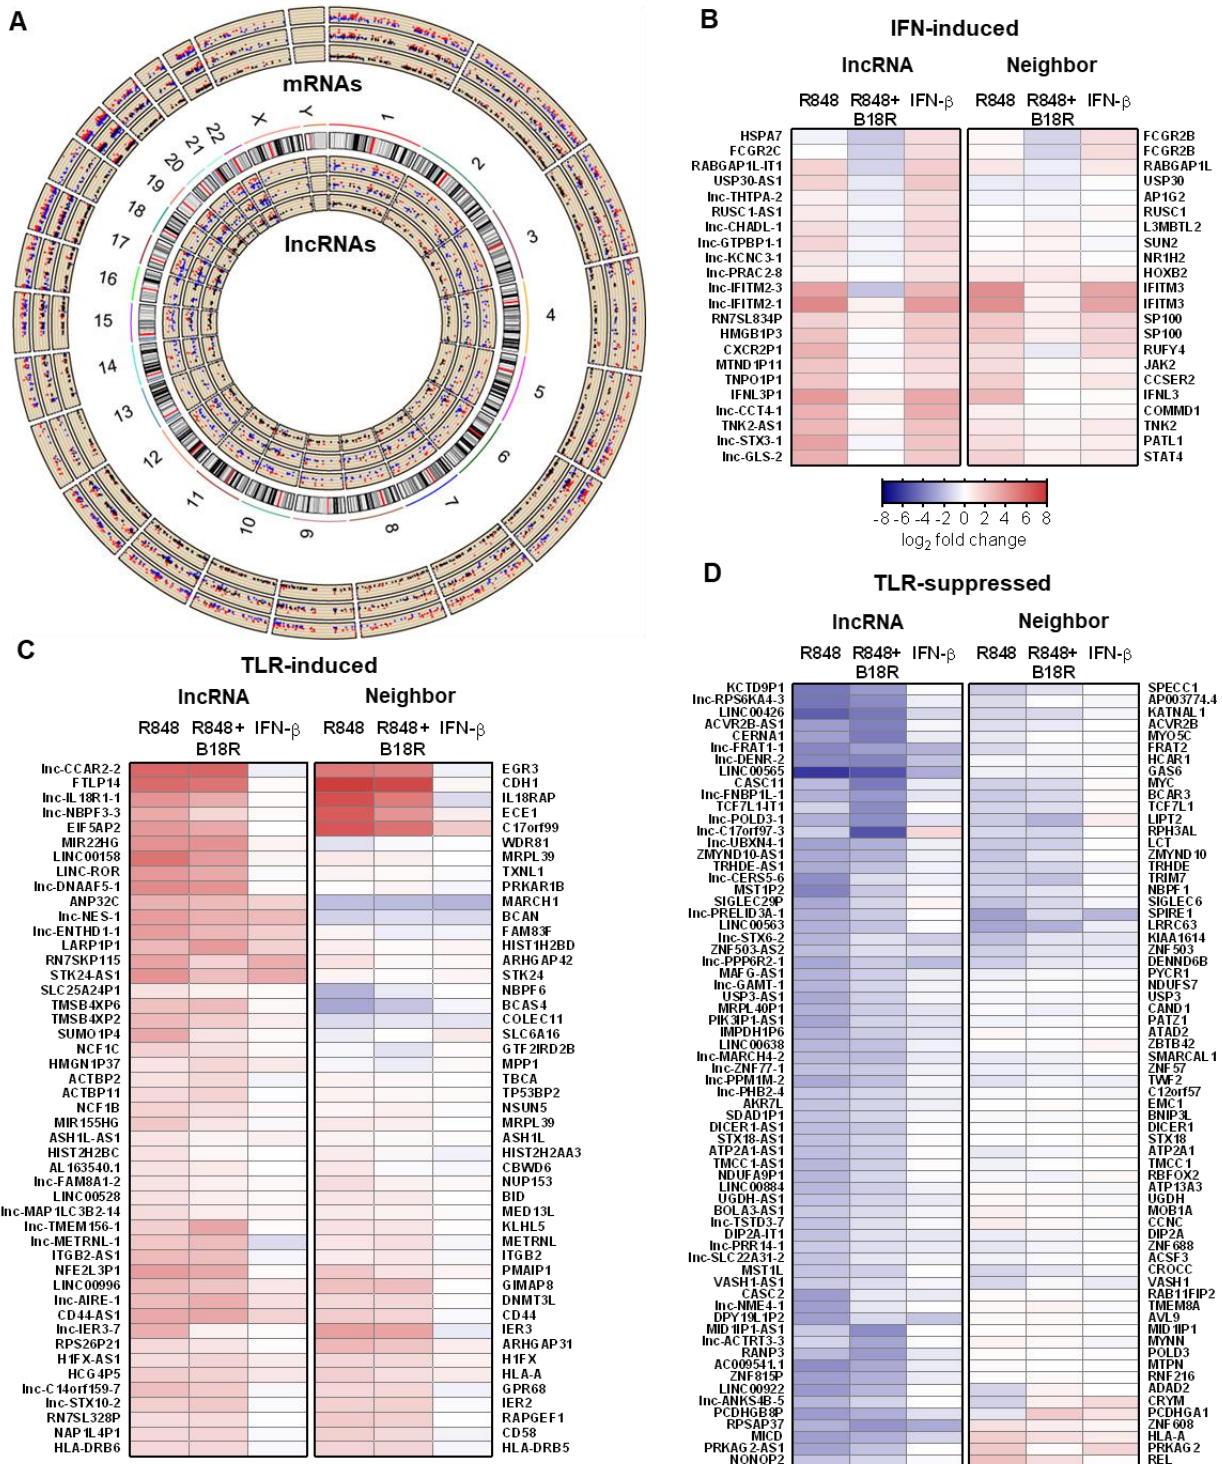 A
mRNAs
lncRNAs
1
2
3
4
5
6
7
8
9
10
11
12
13
14
15
16
17
18
19
20
21
22
X
Y
B
IFN-induced
lncRNA Neighbor
R848 R848+ B18R IFN-β R848 R848+ B18R IFN-β
HSPA7 FCGR2B
FCGR2C FCGR2B
RABGAP1L-IT1 RABGAP1L
USP30-AS1 USP30
lnc-THTPA-2 AP1G2
RUSC1-AS1 RUSC1
lnc-CHADL-1 L3MBTL2
lnc-GTPBP1-1 SUN2
lnc-KCNC3-1 NR1H2
lnc-PRAC2-8 HOXB2
lnc-IFITM2-3 IFITM3
lnc-IFITM2-1 IFITM3
RN7SL834P SP100
HMGB1P3 SP100
CXCR2P1 RUFY4
MTND1P11 JAK2
TNPO1P1 CCSER2
IFNL3P1 IFNL3
lnc-CCT4-1 COMMD1
TNK2-AS1 TNK2
lnc-STX3-1 PATL1
lnc-GLS-2 STAT4
-8 -6 -4 -2 0 2 4 6 8
log2 fold change
C
TLR-induced
lncRNA Neighbor
R848 R848+ B18R IFN-β R848 R848+ B18R IFN-β
lnc-CCAR2-2 EGR3
FTLP14 CDH1
lnc-IL18R1-1 IL18RAP
lnc-NBPF3-3 ECE1
EIF5AP2 C17orf99
MIR22HG WDR81
LINC00158 MRPL39
LINC-ROR TXNL1
lnc-DNAAF5-1 PRKAR1B
ANP32C MARCH1
lnc-NES-1 BCAN
lnc-ENTHD1-1 FAM83F
LARP1P1 HIST1H2BD
RN7SKP115 ARHGAP42
STK24-AS1 STK24
SLC25A24P1 NBPF6
TMSB4XP6 BCAS4
TMSB4XP2 COLEC11
SUMO1P4 SLC6A16
NCF1C GTF2IRD2B
HMGN1P37 MPP1
ACTBP2 TBCA
ACTBP11 TP53BP2
NCF1B NSUN5
MIR155HG MRPL39
ASH1L-AS1 ASH1L
HIST2H2BC HIST2H2AA3
AL163540.1 CBWD6
lnc-FAM8A1-2 NUP153
LINC00528 BID
lnc-MAP1LC3B2-14 MED13L
lnc-TMEM156-1 KLHL5
lnc-METRNL-1 METRNL
ITGB2-AS1 ITGB2
NFE2L3P1 PMAIP1
LINC00996 GIMAP8
lnc-AIRE-1 DNMT3L
CD44-AS1 CD44
lnc-IER3-7 IER3
RPS26P21 ARHGAP31
H1FX-AS1 H1FX
HCG4P5 HLA-A
lnc-C14orf159-7 GPR68
lnc-STX10-2 IER2
RN7SL328P RAPGEF1
NAP1L4P1 CD58
HLA-DRB6 HLA-DRB5
D
TLR-suppressed
lncRNA Neighbor
R848 R848+ B18R IFN-β R848 R848+ B18R IFN-β
KCTD9P1 SPECC1
lnc-RPS6KA4-3 AP003774.4
LINC00426 KATNAL1
ACVR2B-AS1 ACVR2B
CERNA1 MYO5C
lnc-FRAT1-1 FRAT2
lnc-DENR-2 HCAR1
LINC00565 GAS6
CASC11 MYC
lnc-FNBP1L-1 BCAR3
TCF7L1-IT1 TCF7L1
lnc-POLD3-1 LIPT2
lnc-C17orf97-3 RPH3AL
lnc-UBXN4-1 LCT
ZMYND10-AS1 ZMYND10
TRHDE-AS1 TRHDE
lnc-CERS5-6 TRIM7
MST1P2 NBPF1
SIGLEC29P SIGLEC6
lnc-PRELID3A-1 SPIRE1
LINC00563 LRRC63
lnc-STX6-2 KIAA1614
ZNF503-AS2 ZNF503
lnc-PPP6R2-1 DENND6B
MAFG-AS1 PYCR1
lnc-GAMT-1 NDUFS7
USP3-AS1 USP3
MRPL40P1 CAND1
PIK3IP1-AS1 PATZ1
IMPDH1P6 ATAD2
LINC00638 ZBTB42
lnc-MARCH4-2 SMARCAL1
lnc-ZNF77-1 ZNF57
lnc-PPM1M-2 TWF2
lnc-PHB2-4 C12orf57
AKR7L EMC1
SDAD1P1 BNIP3L
DICER1-AS1 DICER1
STX18-AS1 STX18
ATP2A1-AS1 ATP2A1
TMCC1-AS1 TMCC1
NDUFA9P1 RBFOX2
LINC00884 ATP13A3
UGDH-AS1 UGDH
BOLA3-AS1 MOB1A
lnc-TSTD3-7 CCNC
DIP2A-IT1 DIP2A
lnc-PRR14-1 ZNF688
lnc-SLC22A31-2 ACSF3
MST1L CROCC
VASH1-AS1 VASH1
CASC2 RAB11FIP2
lnc-NME4-1 TMEM8A
DPY19L1P2 AVL9
MID1IP1-AS1 MID1IP1
lnc-ACTRT3-3 MYNN
RANP3 POLD3
AC009541.1 MTPN
ZNF815P RNF216
LINC00922 ADAD2
lnc-ANKS4B-5 CRYM
PCDHGB8P PCDHGA1
RPSAP37 ZNF608
MICD HLA-A
PRKAG2-AS1 PRKAG2
NONOP2 REL